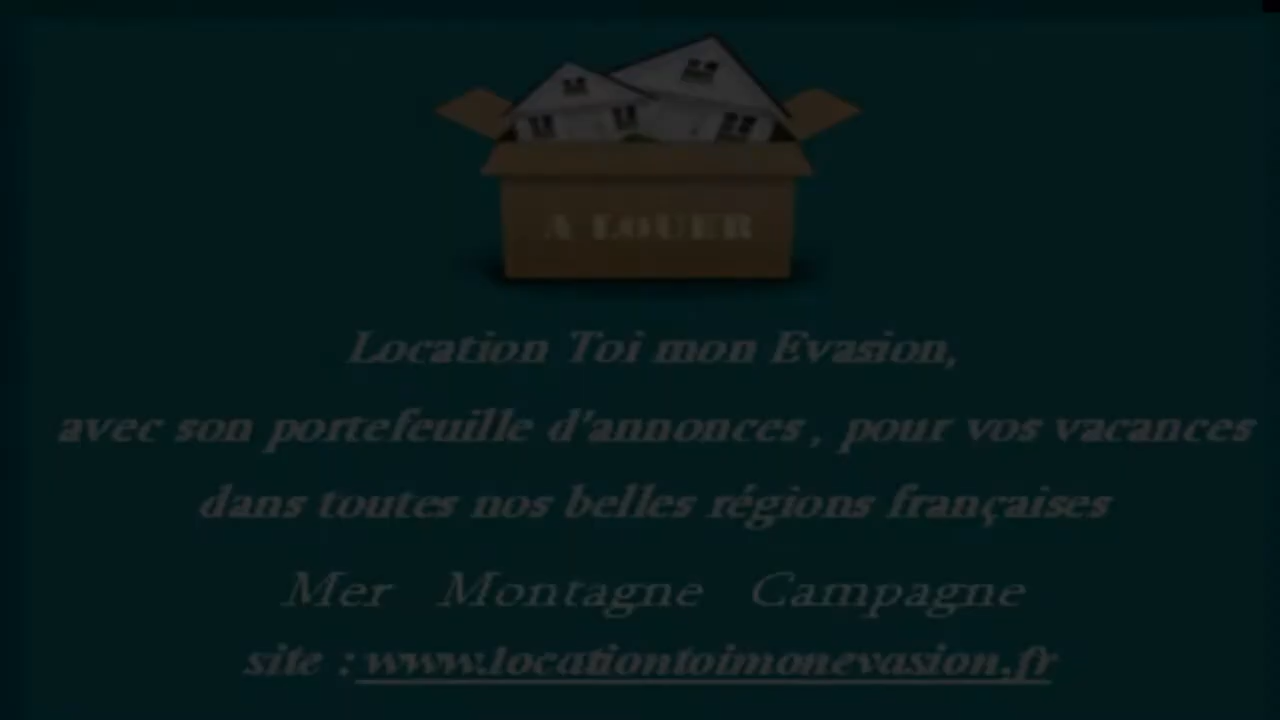 A LOUER
Location Toi mon Evasion,
avec son portefeuille d'annonces, pour vos vacances
dans toutes nos belles régions françaises
Mer Montagne Campagne
site : www.locationtoimonevasion.fr